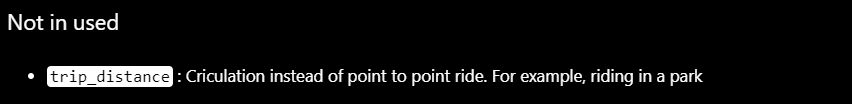 Not in used
• trip_distance : Criculation instead of point to point ride. For example, riding in a park